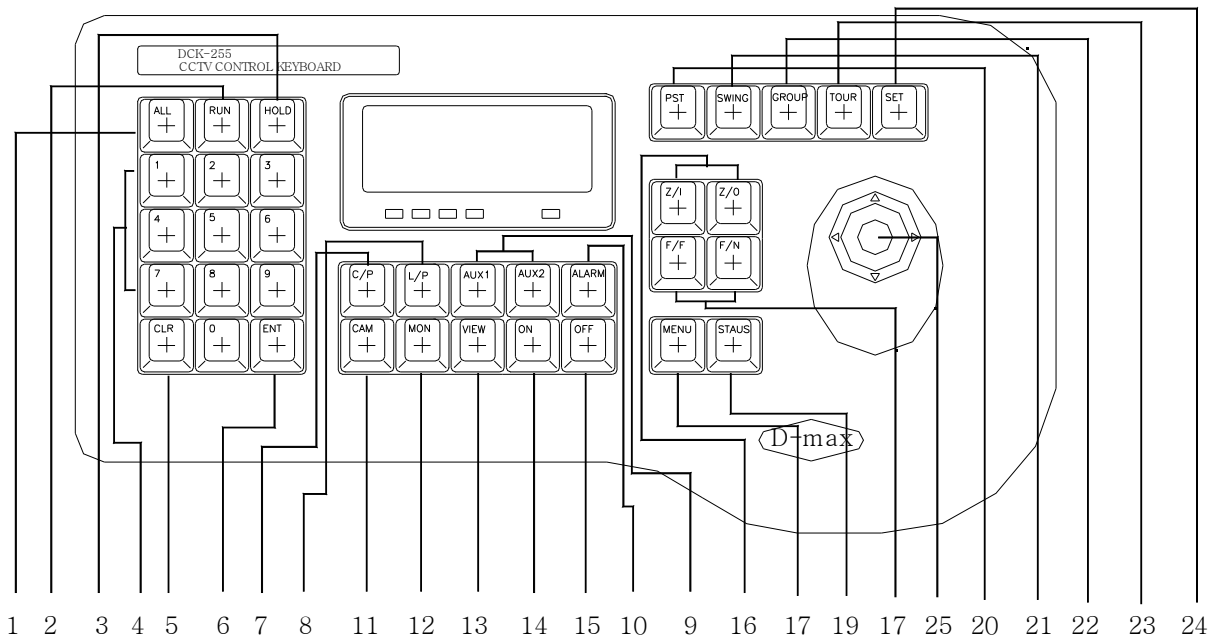 DCK-255
CCTV CONTROL KEYBOARD
ALL RUN HOLD
1 2 3
4 5 6
7 8 9
CLR 0 ENT
C/P L/P AUX1 AUX2 ALARM
CAM MON VIEW ON OFF
PST SWING GROUP TOUR SET
Z/I Z/O
F/F F/N
MENU STAUS
D-max
1 2 3 4 5 6 7 8 11 12 13 14 15 10 9 16 17 19 17 25 20 21 22 23 24